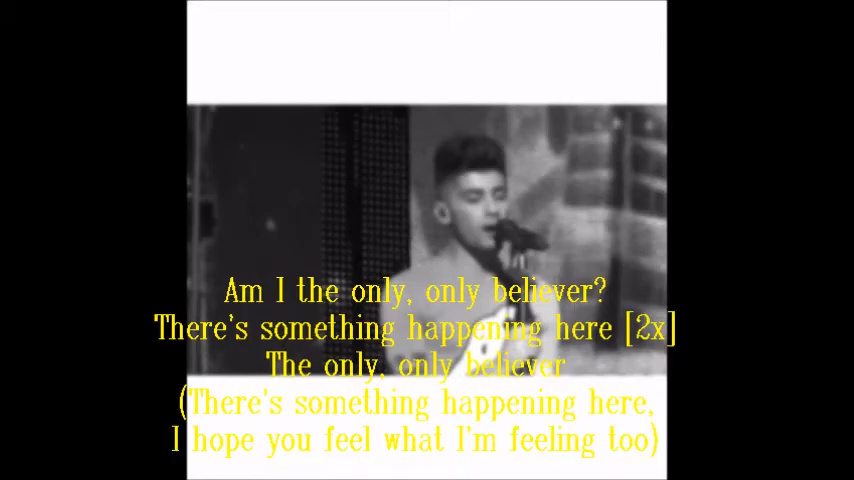 Am I the only, only believer?
There's something happening here [2x]
The only, only believer
(There's something happening here,
I hope you feel what I'm feeling too)